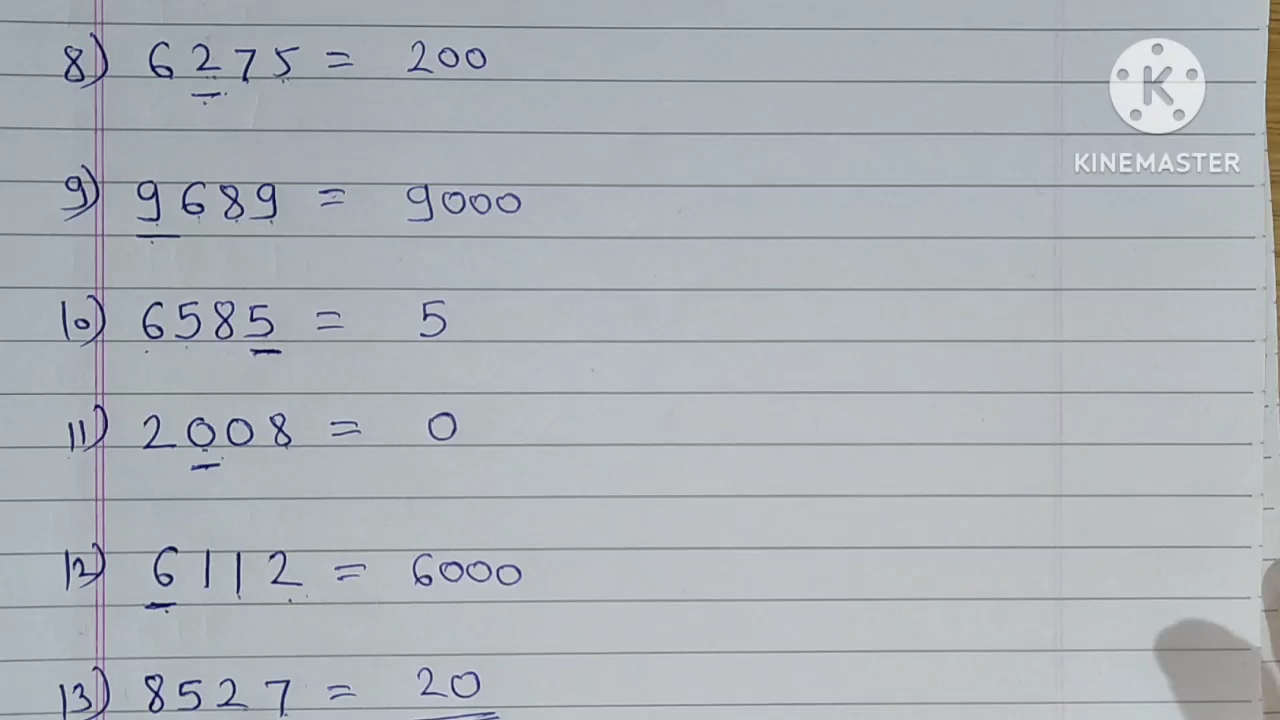 8) 6275 = 200
KINEMASTER
9) 9689 = 9000
10) 6585 = 5
11) 2008 = 0
12) 6112 = 6000
13) 8527 = 20